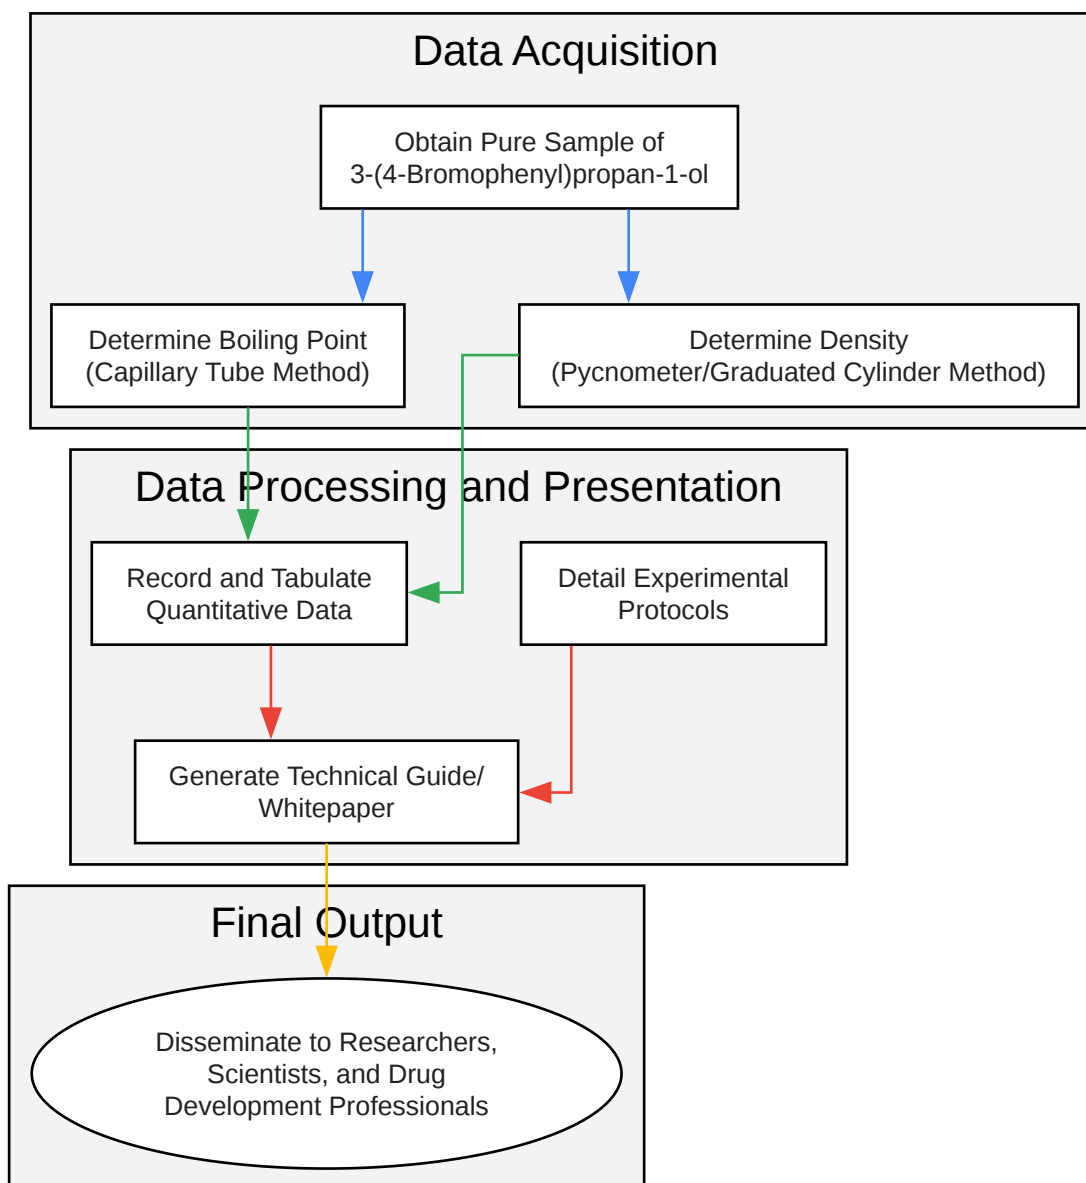 Data Acquisition
Obtain Pure Sample of
3-(4-Bromophenyl)propan-1-ol
Determine Boiling Point
(Capillary Tube Method)
Determine Density
(Pycnometer/Graduated Cylinder Method)
Data Processing and Presentation
Record and Tabulate
Quantitative Data
Detail Experimental
Protocols
Generate Technical Guide/
Whitepaper
Final Output
Disseminate to Researchers,
Scientists, and Drug
Development Professionals